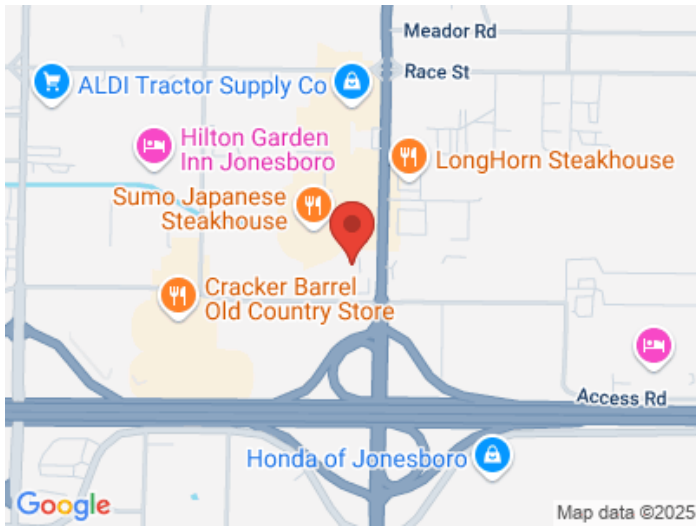 Meador Rd
Race St
ALDI Tractor Supply Co
Hilton Garden
Inn Jonesboro
LongHorn Steakhouse
Sumo Japanese
Steakhouse
Cracker Barrel
Old Country Store
Access Rd
Honda of Jonesboro
Google
Map data ©2025